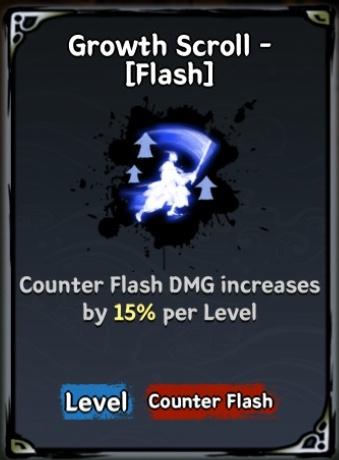 Growth Scroll -
[Flash]
Counter Flash DMG increases
by 15% per Level
Level Counter Flash